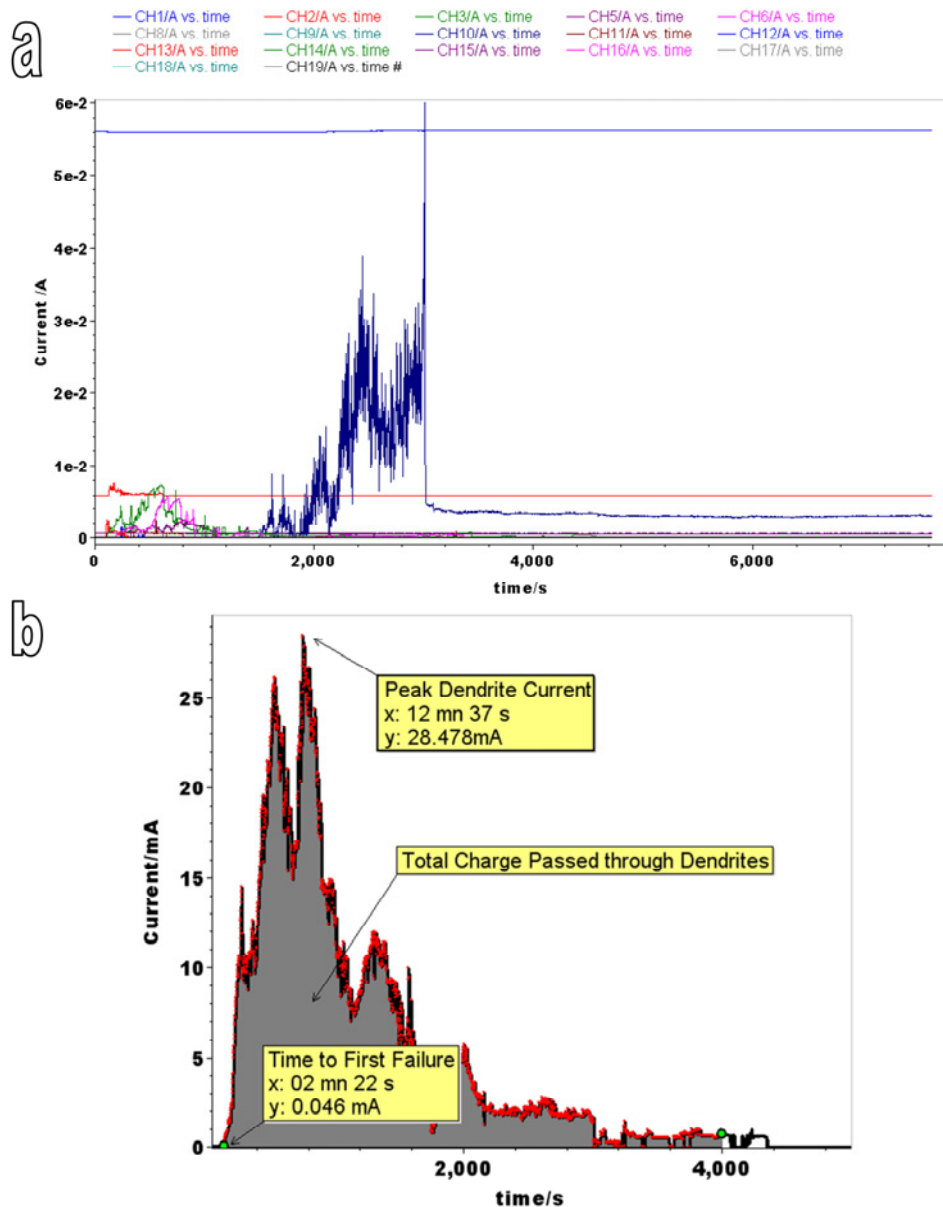 a
CH1/A vs. time CH2/A vs. time CH3/A vs. time CH5/A vs. time CH6/A vs. time
CH8/A vs. time CH9/A vs. time CH10/A vs. time CH11/A vs. time CH12/A vs. time
CH13/A vs. time CH14/A vs. time CH15/A vs. time CH16/A vs. time CH17/A vs. time
CH18/A vs. time CH19/A vs. time #
6e-2
5e-2
4e-2
3e-2
2e-2
1e-2
0
Current /A
0 2,000 4,000 6,000
time/s
b
25
20
15
10
5
0
Current/mA
Peak Dendrite Current
x: 12 mn 37 s
y: 28.478mA
Total Charge Passed through Dendrites
Time to First Failure
x: 02 mn 22 s
y: 0.046 mA
2,000 4,000
time/s